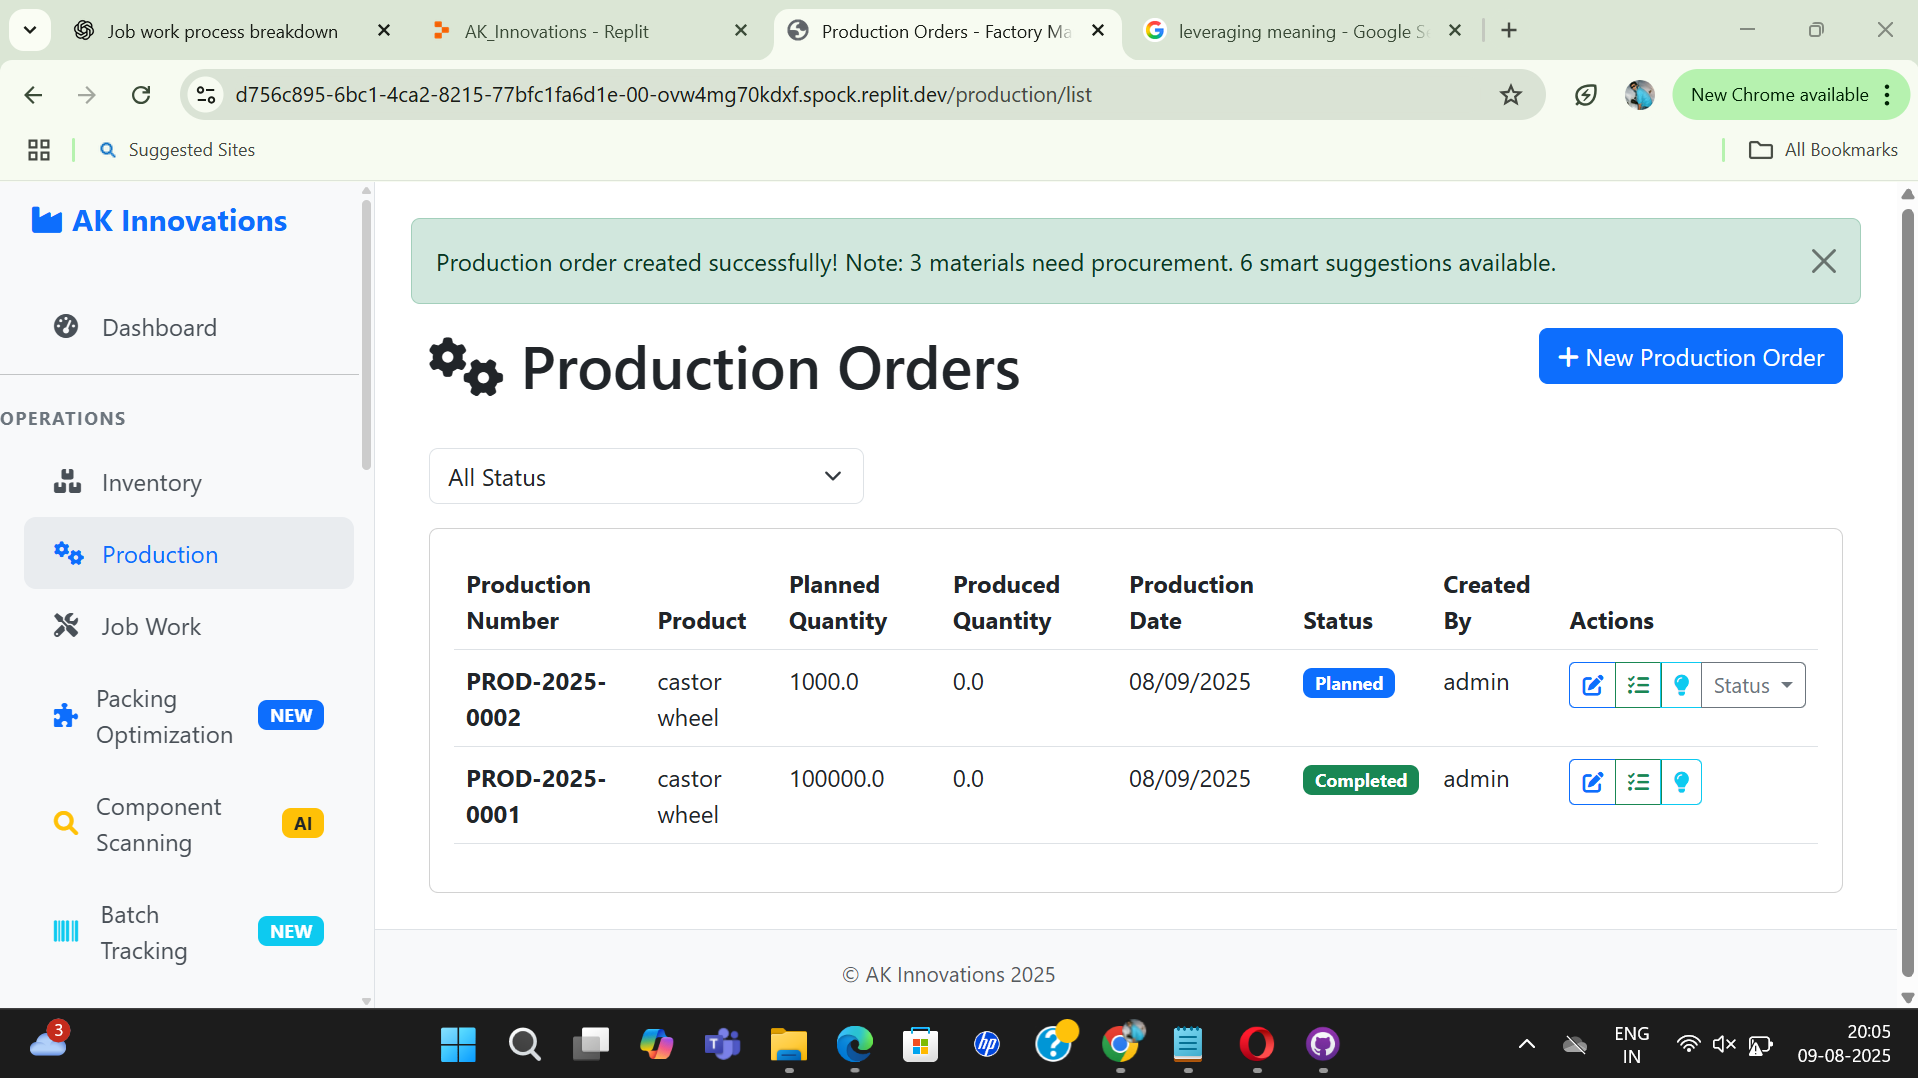 Job work process breakdown
AK_Innovations - Replit
Production Orders - Factory Ma
leveraging meaning - Google S
d756c895-6bc1-4ca2-8215-77bfc1fa6d1e-00-ovw4mg70kdxf.spock.replit.dev/production/list
New Chrome available
Suggested Sites
All Bookmarks
AK Innovations
Dashboard
OPERATIONS
Inventory
Production
Job Work
Packing
Optimization
NEW
Component
Scanning
AI
Batch
Tracking
NEW
Production order created successfully! Note: 3 materials need procurement. 6 smart suggestions available.
Production Orders
New Production Order
All Status
Production Number Product Planned Quantity Produced Quantity Production Date Status Created By Actions
PROD-2025-0002 castor wheel 1000.0 0.0 08/09/2025 Planned admin Status
PROD-2025-0001 castor wheel 100000.0 0.0 08/09/2025 Completed admin
© AK Innovations 2025
3
hp
ENG
IN
20:05
09-08-2025